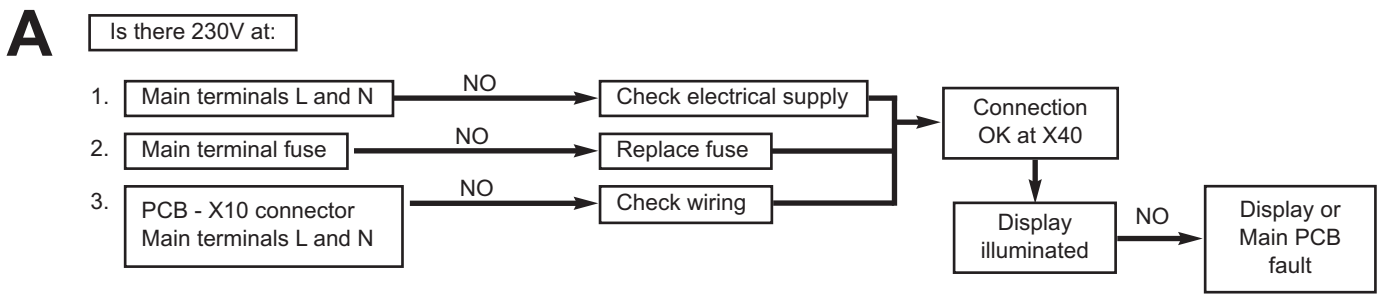 A
Is there 230V at:
1. Main terminals L and N
NO
Check electrical supply
2. Main terminal fuse
NO
Replace fuse
3. PCB - X10 connector
Main terminals L and N
NO
Check wiring
Connection
OK at X40
Display
illuminated
NO
Display or
Main PCB
fault